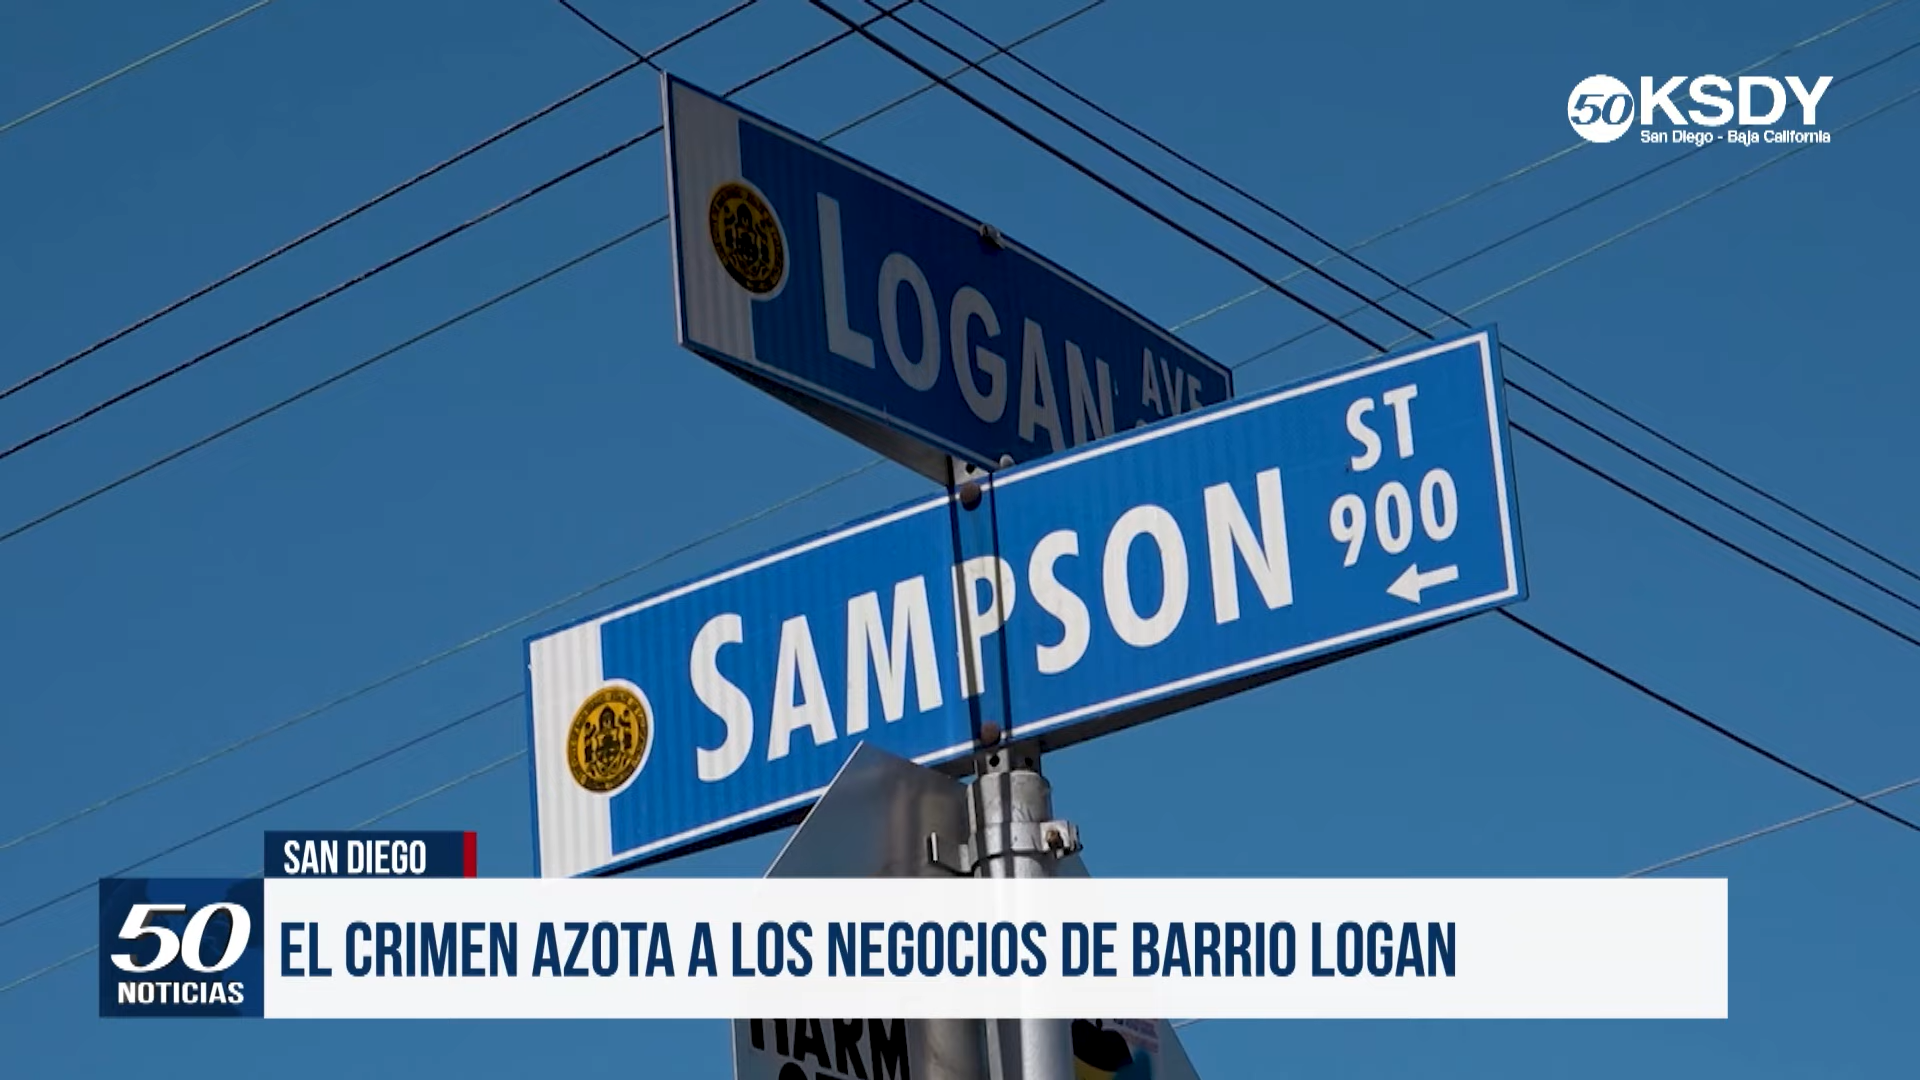 50 KSDY
San Diego - Baja California
LOGAN AVE
SAMPSON ST
900
SAN DIEGO
50
NOTICIAS
EL CRIMEN AZOTA A LOS NEGOCIOS DE BARRIO LOGAN
HARM